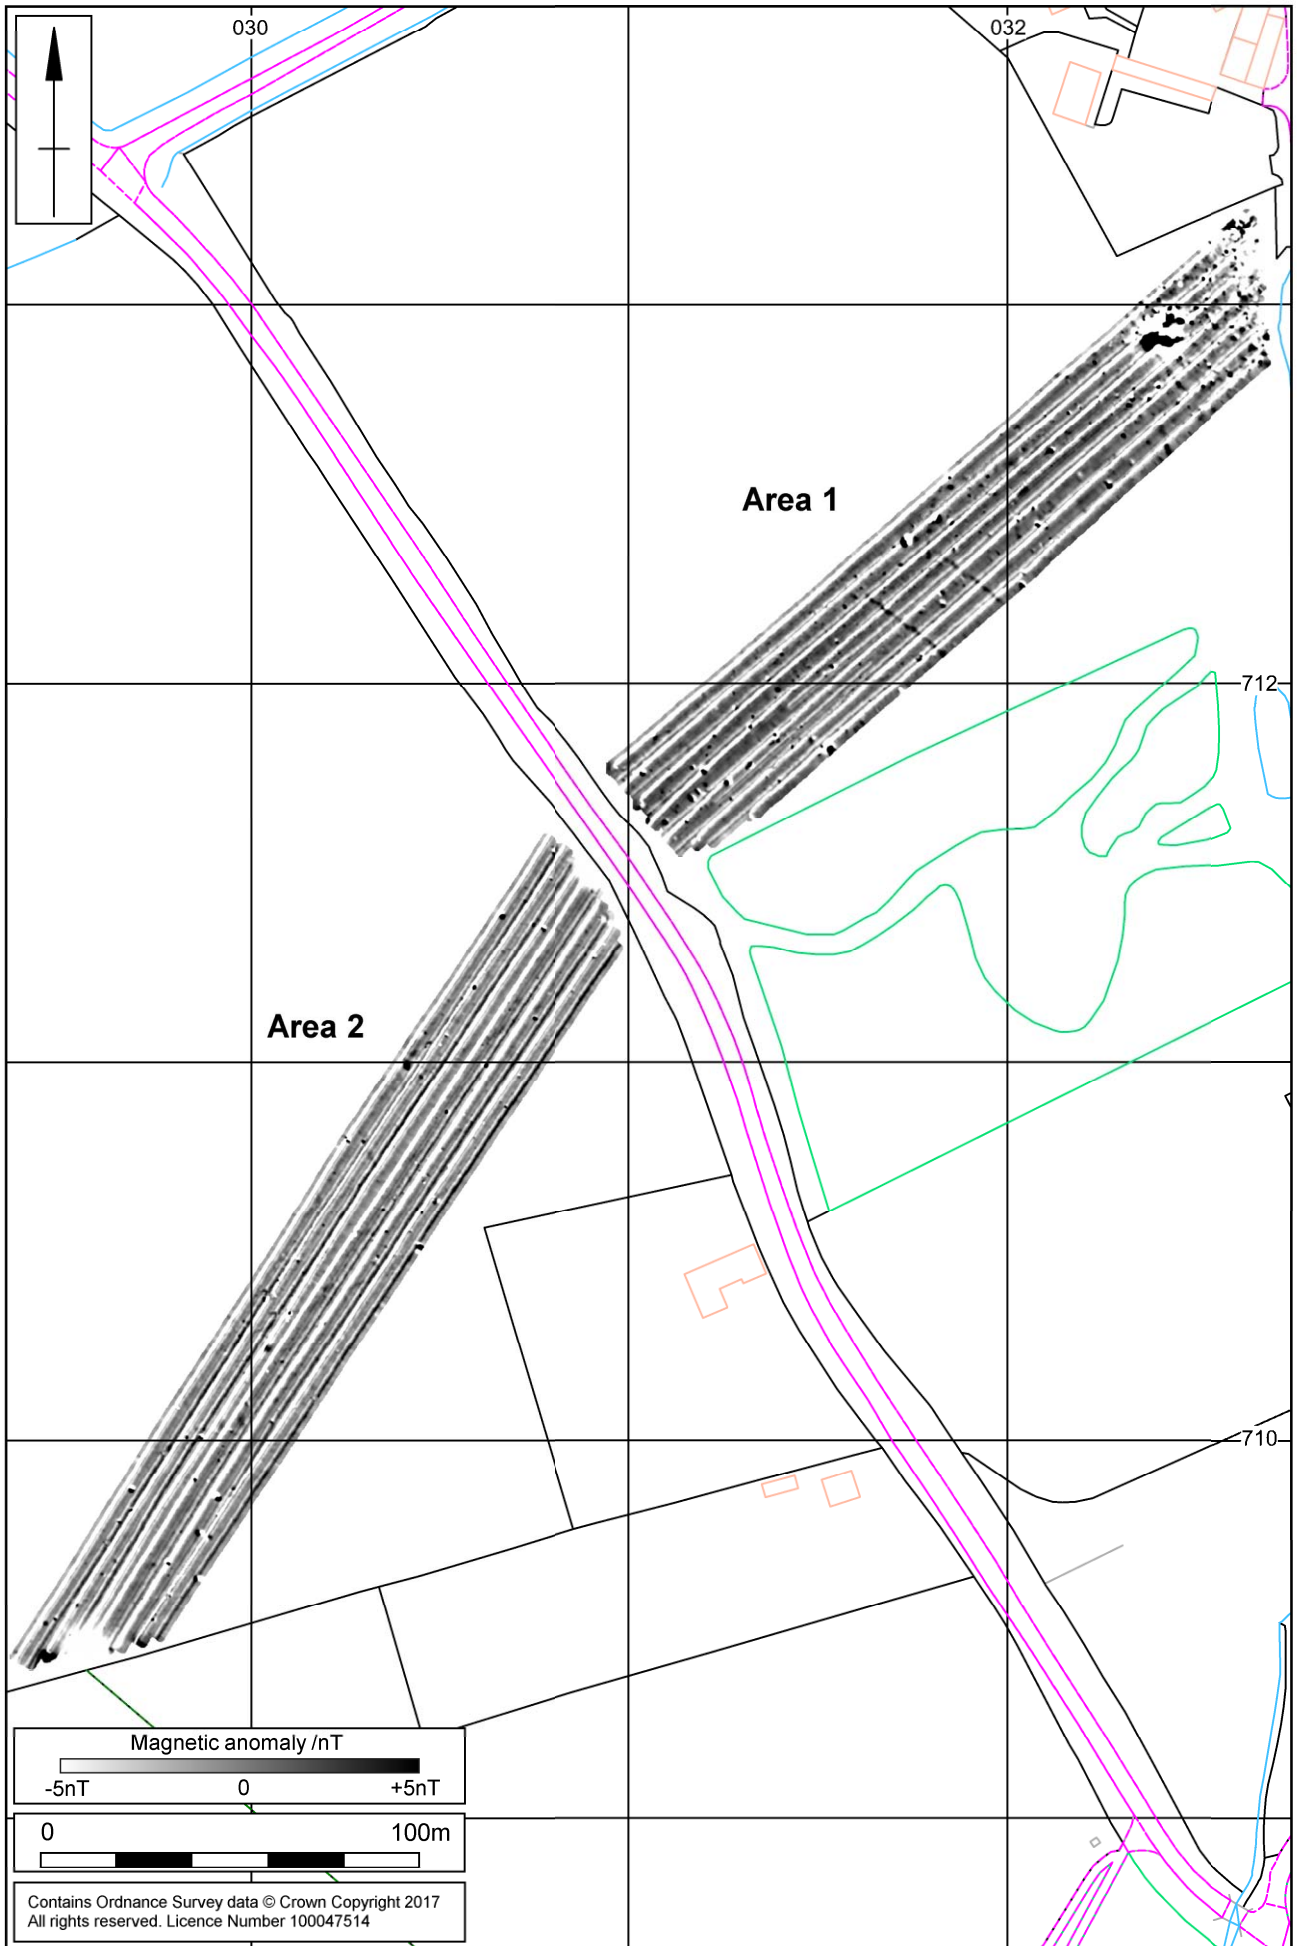 030
032
Area 1
712
Area 2
710
Magnetic anomaly /nT
-5nT 0 +5nT
0 100m
Contains Ordnance Survey data © Crown Copyright 2017
All rights reserved. Licence Number 100047514